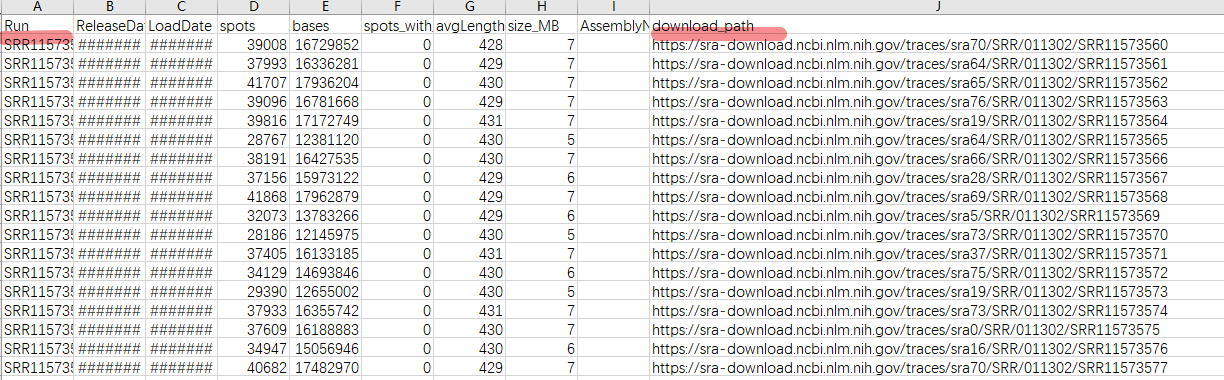 A B C D E F G H I J
Run ReleaseDa LoadDate spots bases spots_with avgLength size_MB AssemblyN download_path
SRR115735 ####### ####### 39008 16729852 0 428 7 https://sra-download.ncbi.nlm.nih.gov/traces/sra70/SRR/011302/SRR11573560
SRR115735 ####### ####### 37993 16336281 0 429 7 https://sra-download.ncbi.nlm.nih.gov/traces/sra64/SRR/011302/SRR11573561
SRR115735 ####### ####### 41707 17936204 0 430 7 https://sra-download.ncbi.nlm.nih.gov/traces/sra65/SRR/011302/SRR11573562
SRR115735 ####### ####### 39096 16781668 0 429 7 https://sra-download.ncbi.nlm.nih.gov/traces/sra76/SRR/011302/SRR11573563
SRR115735 ####### ####### 39816 17172749 0 431 7 https://sra-download.ncbi.nlm.nih.gov/traces/sra19/SRR/011302/SRR11573564
SRR115735 ####### ####### 28767 12381120 0 430 5 https://sra-download.ncbi.nlm.nih.gov/traces/sra64/SRR/011302/SRR11573565
SRR115735 ####### ####### 38191 16427535 0 430 7 https://sra-download.ncbi.nlm.nih.gov/traces/sra66/SRR/011302/SRR11573566
SRR115735 ####### ####### 37156 15973122 0 429 6 https://sra-download.ncbi.nlm.nih.gov/traces/sra28/SRR/011302/SRR11573567
SRR115735 ####### ####### 41868 17962879 0 429 7 https://sra-download.ncbi.nlm.nih.gov/traces/sra69/SRR/011302/SRR11573568
SRR115735 ####### ####### 32073 13783266 0 429 6 https://sra-download.ncbi.nlm.nih.gov/traces/sra5/SRR/011302/SRR11573569
SRR115735 ####### ####### 28186 12145975 0 430 5 https://sra-download.ncbi.nlm.nih.gov/traces/sra73/SRR/011302/SRR11573570
SRR115735 ####### ####### 37405 16133185 0 431 7 https://sra-download.ncbi.nlm.nih.gov/traces/sra37/SRR/011302/SRR11573571
SRR115735 ####### ####### 34129 14693846 0 430 6 https://sra-download.ncbi.nlm.nih.gov/traces/sra75/SRR/011302/SRR11573572
SRR115735 ####### ####### 29390 12655002 0 430 5 https://sra-download.ncbi.nlm.nih.gov/traces/sra19/SRR/011302/SRR11573573
SRR115735 ####### ####### 37933 16355742 0 431 7 https://sra-download.ncbi.nlm.nih.gov/traces/sra73/SRR/011302/SRR11573574
SRR115735 ####### ####### 37609 16188883 0 430 7 https://sra-download.ncbi.nlm.nih.gov/traces/sra0/SRR/011302/SRR11573575
SRR115735 ####### ####### 34947 15056946 0 430 6 https://sra-download.ncbi.nlm.nih.gov/traces/sra16/SRR/011302/SRR11573576
SRR115735 ####### ####### 40682 17482970 0 429 7 https://sra-download.ncbi.nlm.nih.gov/traces/sra70/SRR/011302/SRR11573577